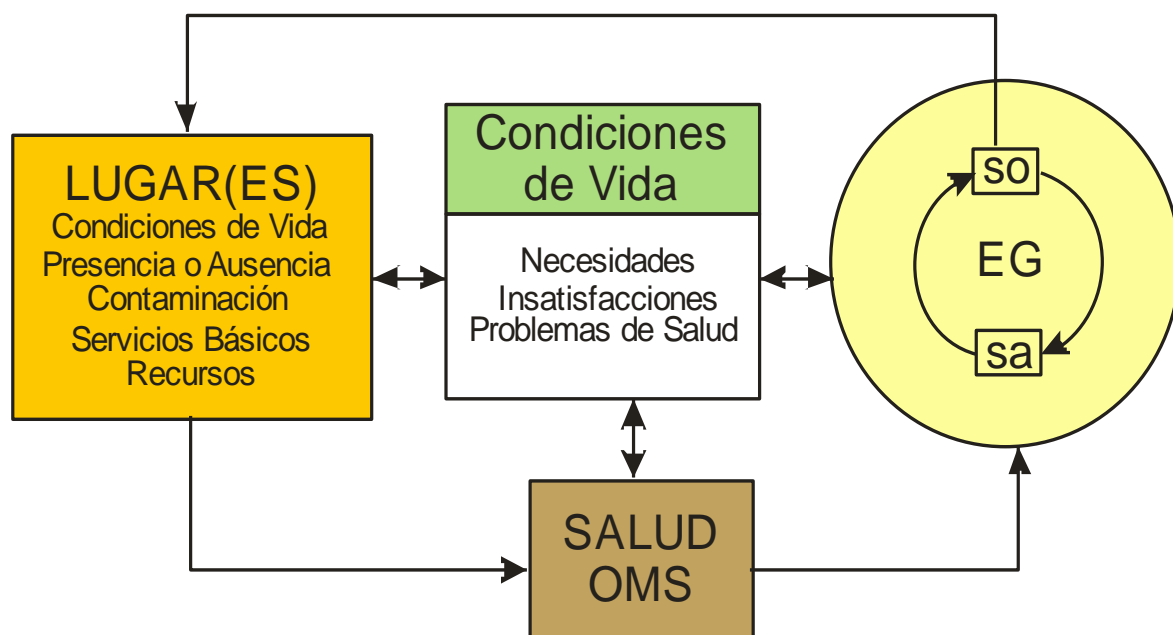 LUGAR(ES)
Condiciones de Vida
Presencia o Ausencia
Contaminación
Servicios Básicos
Recursos
Condiciones
de Vida
Necesidades
Insatisfacciones
Problemas de Salud
so
EG
sa
SALUD
OMS